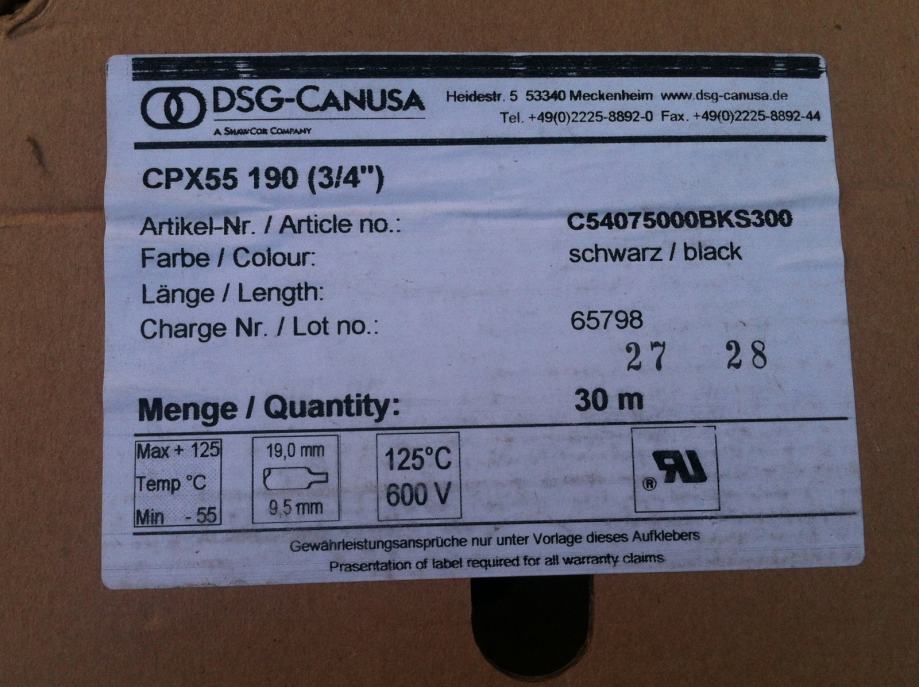 DSG-CANUSA
A SHAWCOR COMPANY
Heidestr. 5 53340 Meckenheim www.dsg-canusa.de
Tel. +49(0)2225-8892-0 Fax. +49(0)2225-8892-44
CPX55 190 (3/4")
Artikel-Nr. / Article no.: C54075000BKS300
Farbe / Colour: schwarz / black
Länge / Length:
Charge Nr. / Lot no.: 65798
27 28
Menge / Quantity: 30 m
Max + 125
Temp °C
Min - 55
19,0 mm
9,5 mm
125°C
600 V
® RU
Gewährleistungsansprüche nur unter Vorlage dieses Aufklebers
Prasentation of label required for all warranty claims